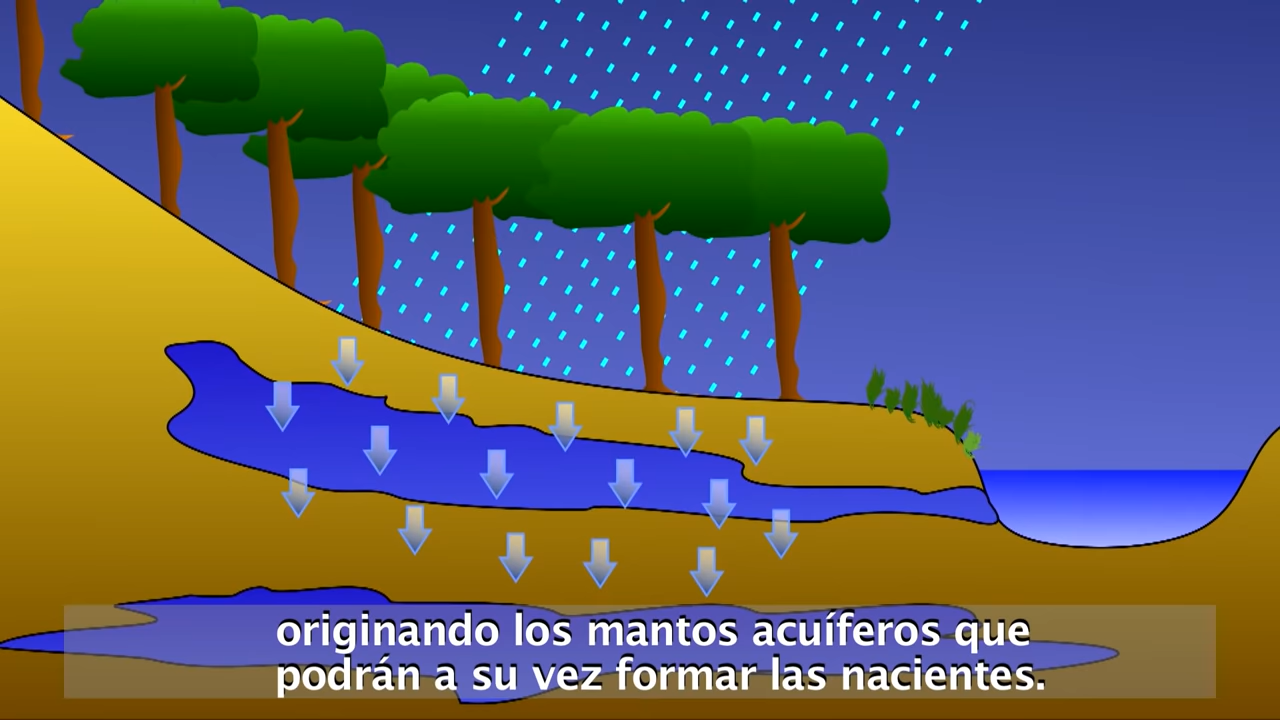 originando los mantos acuíferos que
podrán a su vez formar las nacientes.